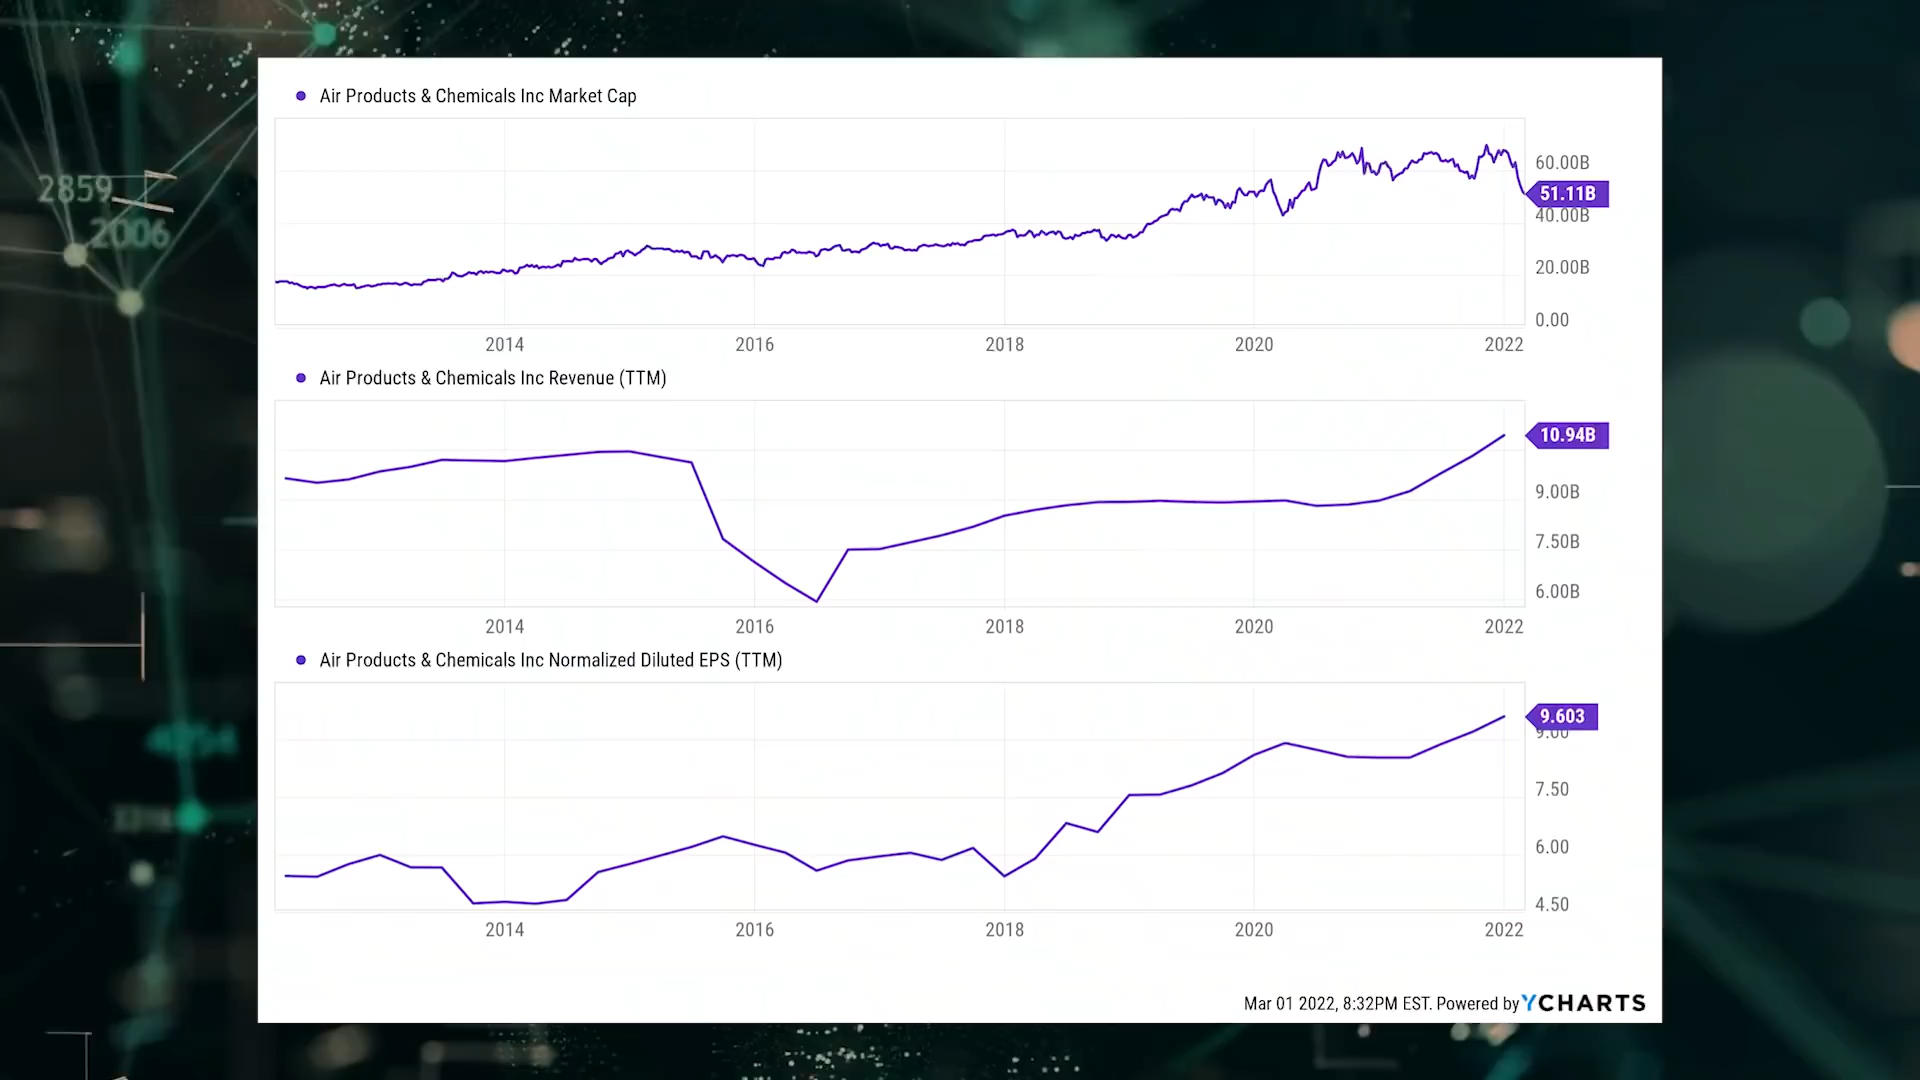 Air Products & Chemicals Inc Market Cap
60.00B
51.11B
40.00B
20.00B
0.00
2014 2016 2018 2020 2022
Air Products & Chemicals Inc Revenue (TTM)
10.94B
9.00B
7.50B
6.00B
2014 2016 2018 2020 2022
Air Products & Chemicals Inc Normalized Diluted EPS (TTM)
9.603
9.00
7.50
6.00
4.50
2014 2016 2018 2020 2022
Mar 01 2022, 8:32PM EST. Powered by YCHARTS
2859
2006